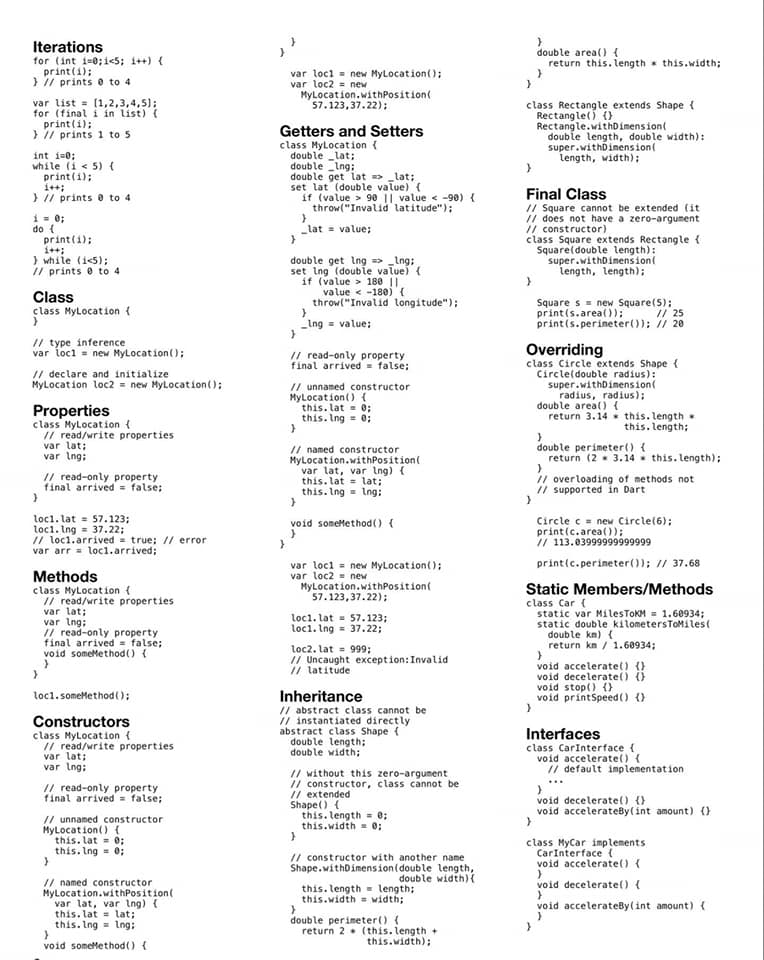 Iterations
for (int i=0;i<5; i++) {
  print(i);
} // prints 0 to 4

var list = [1,2,3,4,5];
for (final i in list) {
  print(i);
} // prints 1 to 5

int i=0;
while (i < 5) {
  print(i);
  i++;
} // prints 0 to 4

i = 0;
do {
  print(i);
  i++;
} while (i<5);
// prints 0 to 4

Class
class MyLocation {
}

// type inference
var loc1 = new MyLocation();

// declare and initialize
MyLocation loc2 = new MyLocation();

Properties
class MyLocation {
  // read/write properties
  var lat;
  var lng;

  // read-only property
  final arrived = false;
}

loc1.lat = 57.123;
loc1.lng = 37.22;
// loc1.arrived = true; // error
var arr = loc1.arrived;

Methods
class MyLocation {
  // read/write properties
  var lat;
  var lng;
  // read-only property
  final arrived = false;
  void someMethod() {
  }
}

loc1.someMethod();

Constructors
class MyLocation {
  // read/write properties
  var lat;
  var lng;

  // read-only property
  final arrived = false;

  // unnamed constructor
  MyLocation() {
    this.lat = 0;
    this.lng = 0;
  }

  // named constructor
  MyLocation.withPosition(
    var lat, var lng) {
    this.lat = lat;
    this.lng = lng;
  }
  void someMethod() {
  }
}

  var loc1 = new MyLocation();
  var loc2 = new
    MyLocation.withPosition(
      57.123,37.22);

Getters and Setters
class MyLocation {
  double _lat;
  double _lng;
  double get lat => _lat;
  set lat (double value) {
    if (value > 90 || value < -90) {
      throw("Invalid latitude");
    }
    _lat = value;
  }

  double get lng => _lng;
  set lng (double value) {
    if (value > 180 ||
        value < -180) {
      throw("Invalid longitude");
    }
    _lng = value;
  }

  // read-only property
  final arrived = false;

  // unnamed constructor
  MyLocation() {
    this.lat = 0;
    this.lng = 0;
  }

  // named constructor
  MyLocation.withPosition(
    var lat, var lng) {
    this.lat = lat;
    this.lng = lng;
  }

  void someMethod() {
  }
}

  var loc1 = new MyLocation();
  var loc2 = new
    MyLocation.withPosition(
      57.123,37.22);

  loc1.lat = 57.123;
  loc1.lng = 37.22;

  loc2.lat = 999;
  // Uncaught exception:Invalid
  // latitude

Inheritance
// abstract class cannot be
// instantiated directly
abstract class Shape {
  double length;
  double width;

  // without this zero-argument
  // constructor, class cannot be
  // extended
  Shape() {
    this.length = 0;
    this.width = 0;
  }

  // constructor with another name
  Shape.withDimension(double length,
                      double width){
    this.length = length;
    this.width = width;
  }
  double perimeter() {
    return 2 * (this.length +
                this.width);
  }
  double area() {
    return this.length * this.width;
  }
}

class Rectangle extends Shape {
  Rectangle() {}
  Rectangle.withDimension(
    double length, double width):
    super.withDimension(
      length, width);
}

Final Class
// Square cannot be extended (it
// does not have a zero-argument
// constructor)
class Square extends Rectangle {
  Square(double length):
    super.withDimension(
      length, length);
}

  Square s = new Square(5);
  print(s.area());      // 25
  print(s.perimeter()); // 20

Overriding
class Circle extends Shape {
  Circle(double radius):
    super.withDimension(
      radius, radius);
  double area() {
    return 3.14 * this.length *
                  this.length;
  }
  double perimeter() {
    return (2 * 3.14 * this.length);
  }
  // overloading of methods not
  // supported in Dart
}

  Circle c = new Circle(6);
  print(c.area());
  // 113.03999999999999

  print(c.perimeter()); // 37.68

Static Members/Methods
class Car {
  static var MilesToKM = 1.60934;
  static double kilometersToMiles(
    double km) {
    return km / 1.60934;
  }
  void accelerate() {}
  void decelerate() {}
  void stop() {}
  void printSpeed() {}
}

Interfaces
class CarInterface {
  void accelerate() {
    // default implementation
    ...
  }
  void decelerate() {}
  void accelerateBy(int amount) {}
}

class MyCar implements
  CarInterface {
  void accelerate() {
  }
  void decelerate() {
  }
  void accelerateBy(int amount) {
  }
}